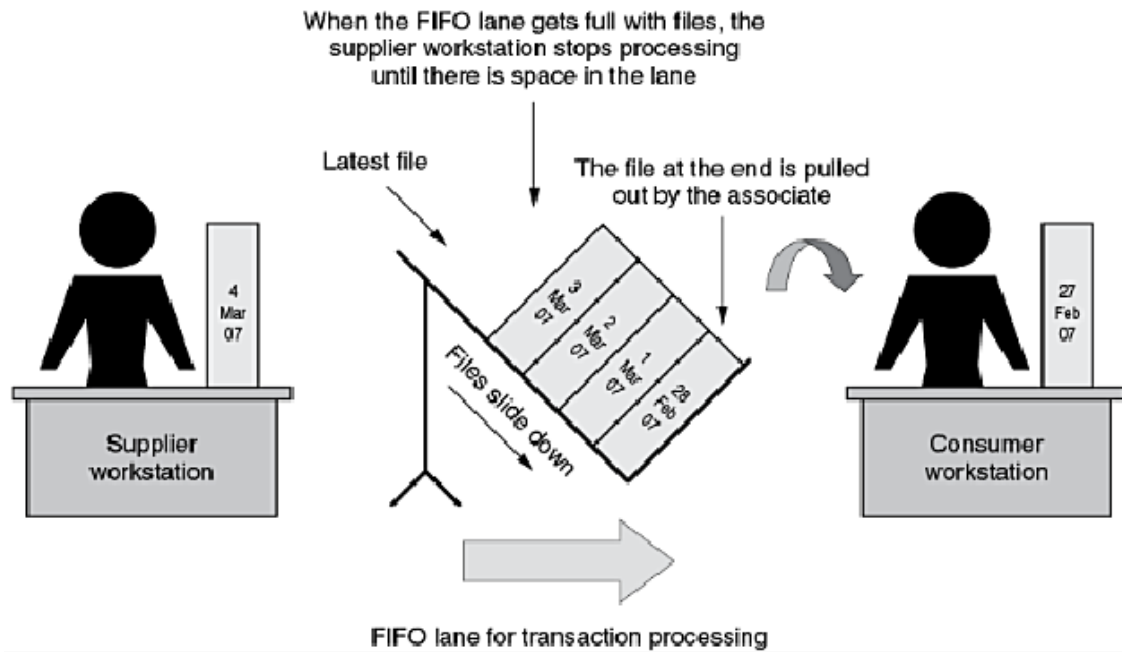 When the FIFO lane gets full with files, the
supplier workstation stops processing
until there is space in the lane
Latest file
The file at the end is pulled
out by the associate
4
Mar
07
3
Mar
07
2
Mar
07
1
Mar
07
28
Feb
07
27
Feb
07
Files slide down
Supplier
workstation
Consumer
workstation
FIFO lane for transaction processing